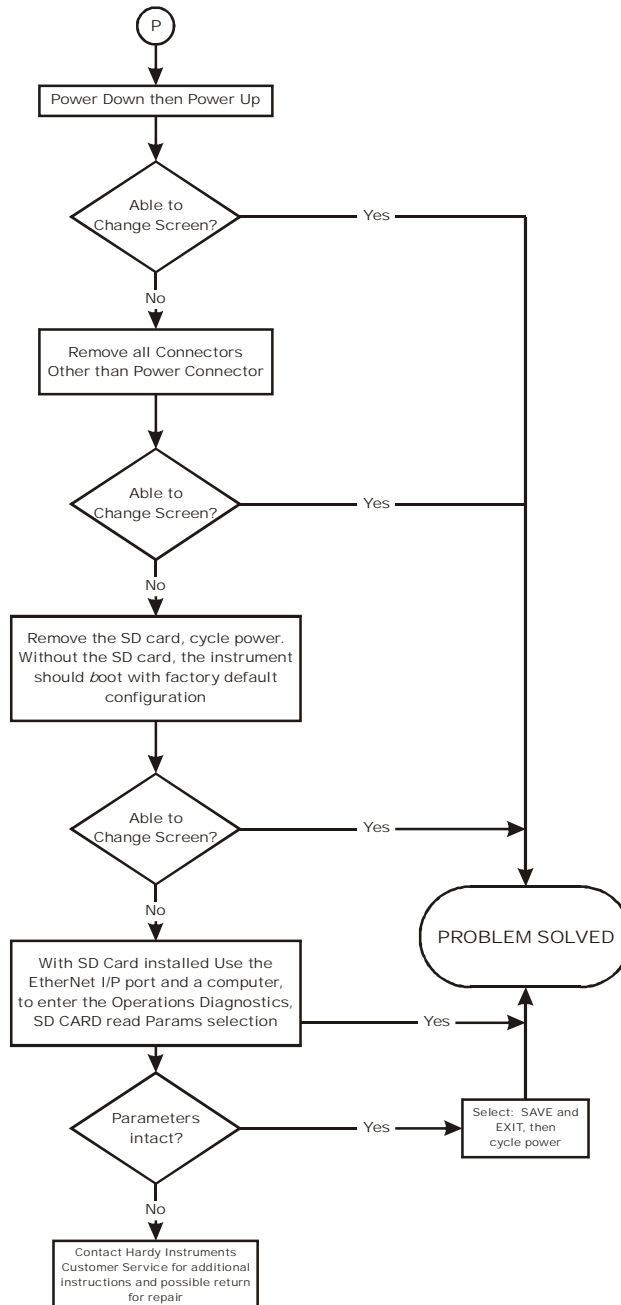 P
Power Down then Power Up
Able to
Change Screen?
Yes
No
Remove all Connectors
Other than Power Connector
Able to
Change Screen?
Yes
No
Remove the SD card, cycle power.
Without the SD card, the instrument
should boot with factory default
configuration
Able to
Change Screen?
Yes
No
PROBLEM SOLVED
With SD Card installed Use the
EtherNet I/P port and a computer,
to enter the Operations Diagnostics,
SD CARD read Params selection
Yes
Parameters
intact?
Yes
Select: SAVE and
EXIT, then
cycle power
No
Contact Hardy Instruments
Customer Service for additional
instructions and possible return
for repair